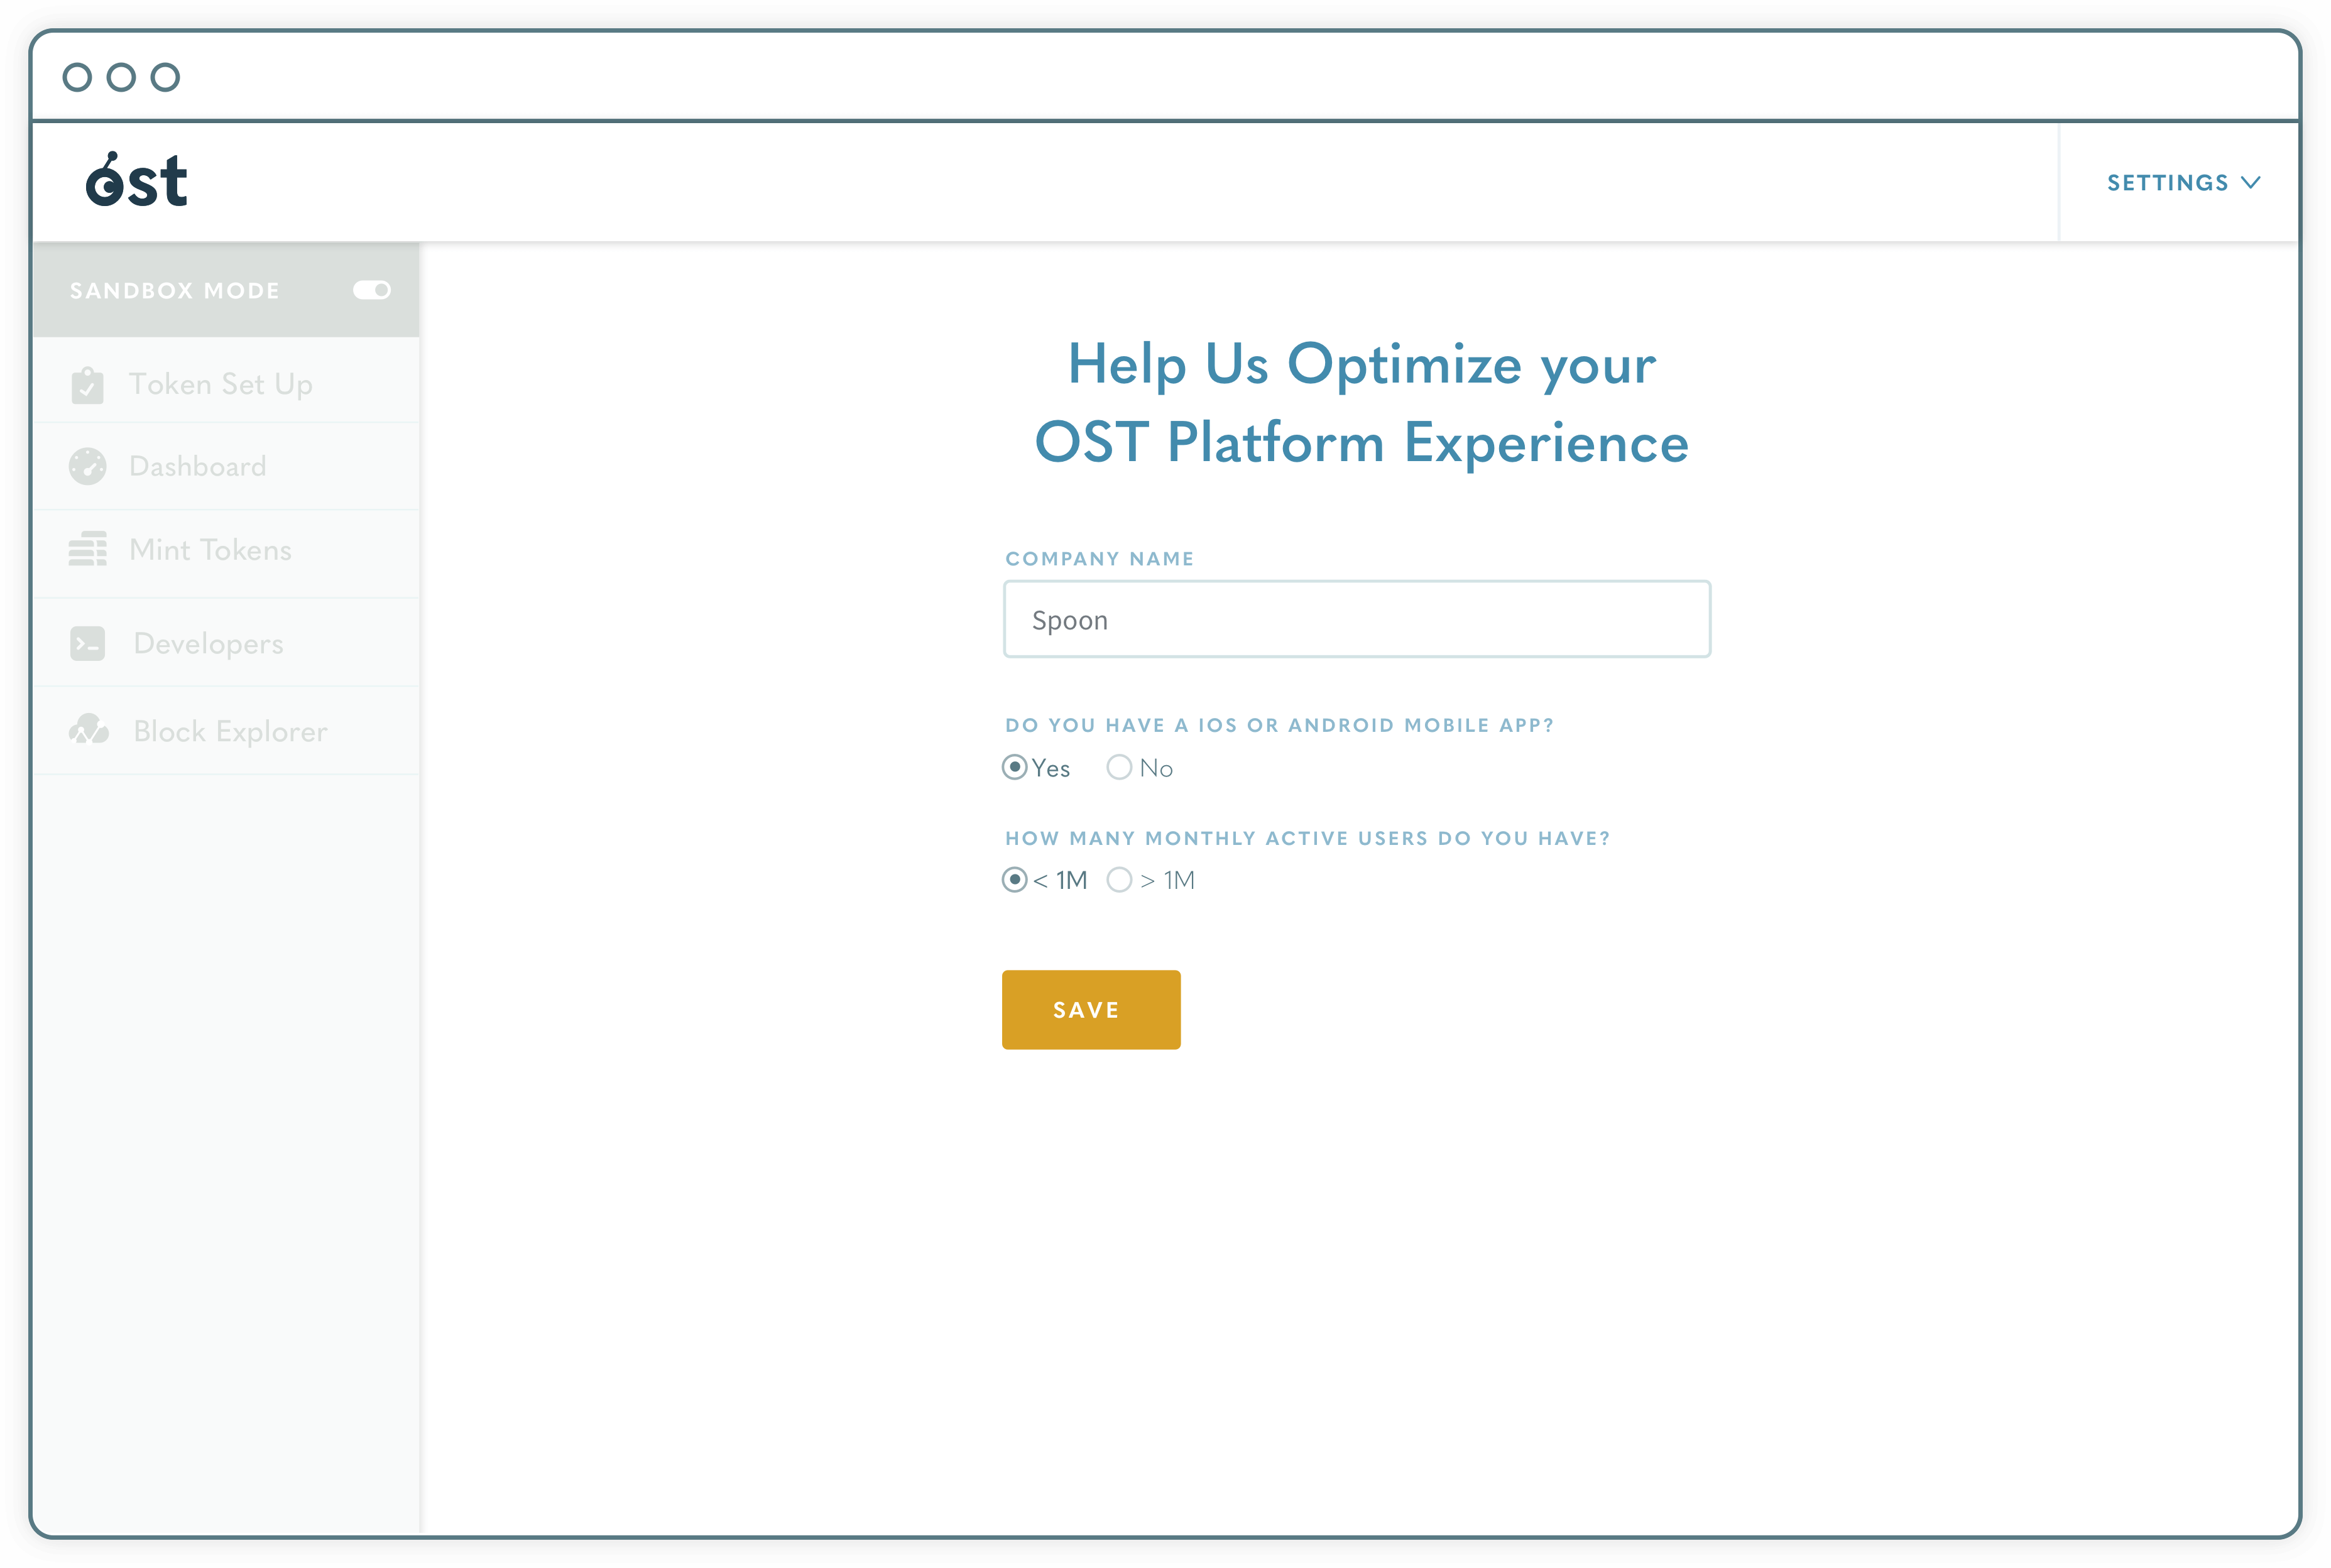 ost
SETTINGS
SANDBOX MODE
Token Set Up
Dashboard
Mint Tokens
Developers
Block Explorer
Help Us Optimize your
OST Platform Experience
COMPANY NAME
Spoon
DO YOU HAVE A IOS OR ANDROID MOBILE APP?
Yes No
HOW MANY MONTHLY ACTIVE USERS DO YOU HAVE?
< 1M > 1M
SAVE